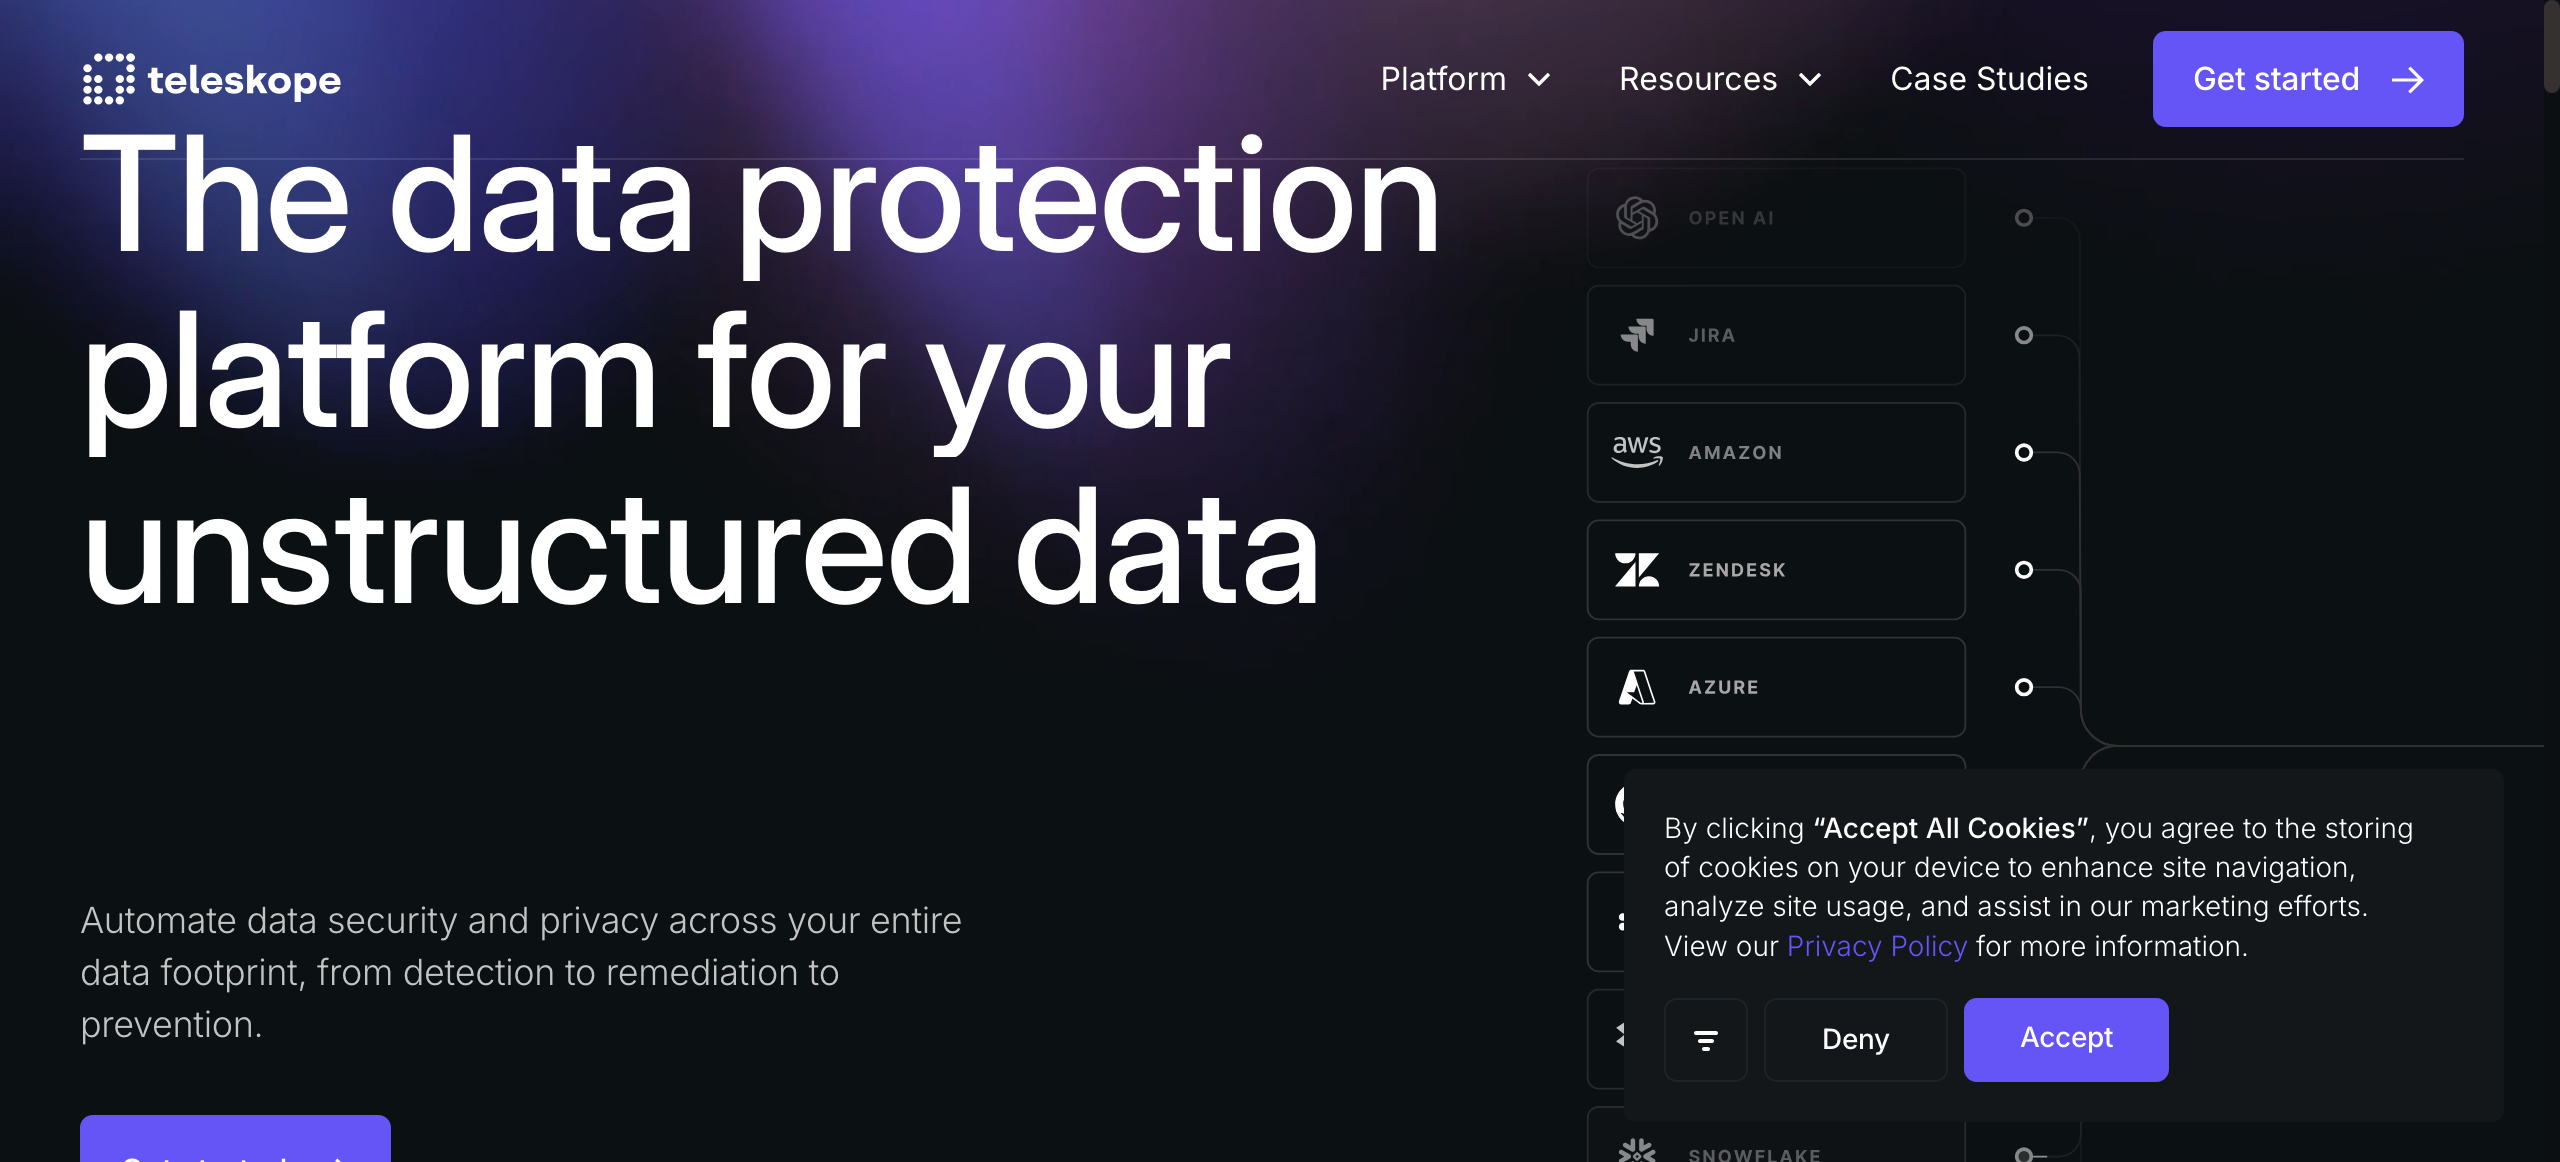 teleskope
Platform
Resources
Case Studies
Get started
The data protection
platform for your
unstructured data
OPEN AI
JIRA
aws AMAZON
ZENDESK
AZURE
Automate data security and privacy across your entire
data footprint, from detection to remediation to
prevention.
By clicking “Accept All Cookies”, you agree to the storing
of cookies on your device to enhance site navigation,
analyze site usage, and assist in our marketing efforts.
View our Privacy Policy for more information.
Deny
Accept
SNOWFLAKE